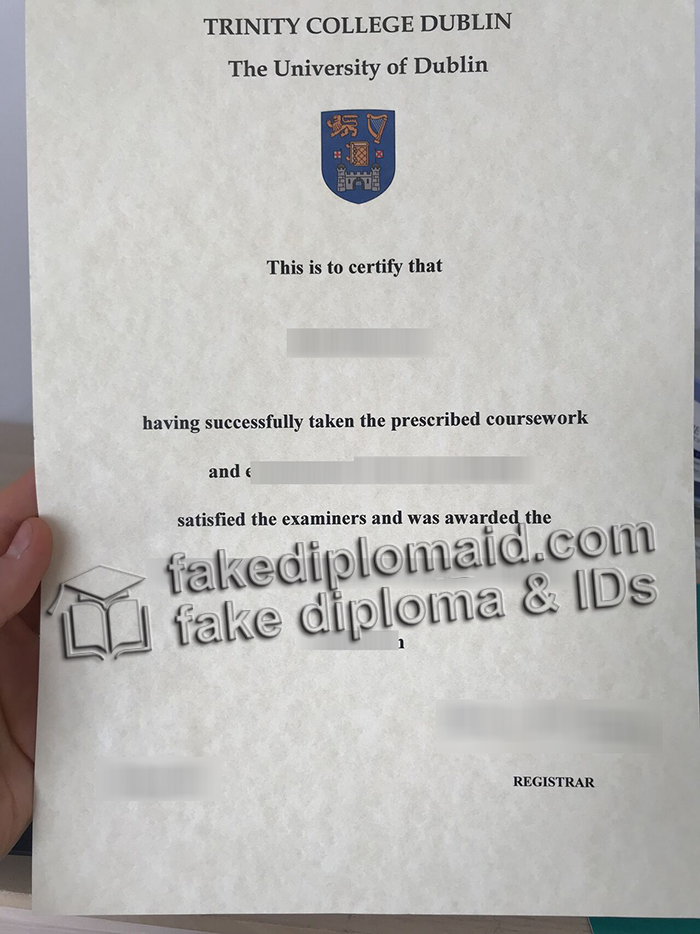 TRINITY COLLEGE DUBLIN
The University of Dublin
This is to certify that
having successfully taken the prescribed coursework
and
satisfied the examiners and was awarded the
fakediplomaid.com
fake diploma & IDs
REGISTRAR